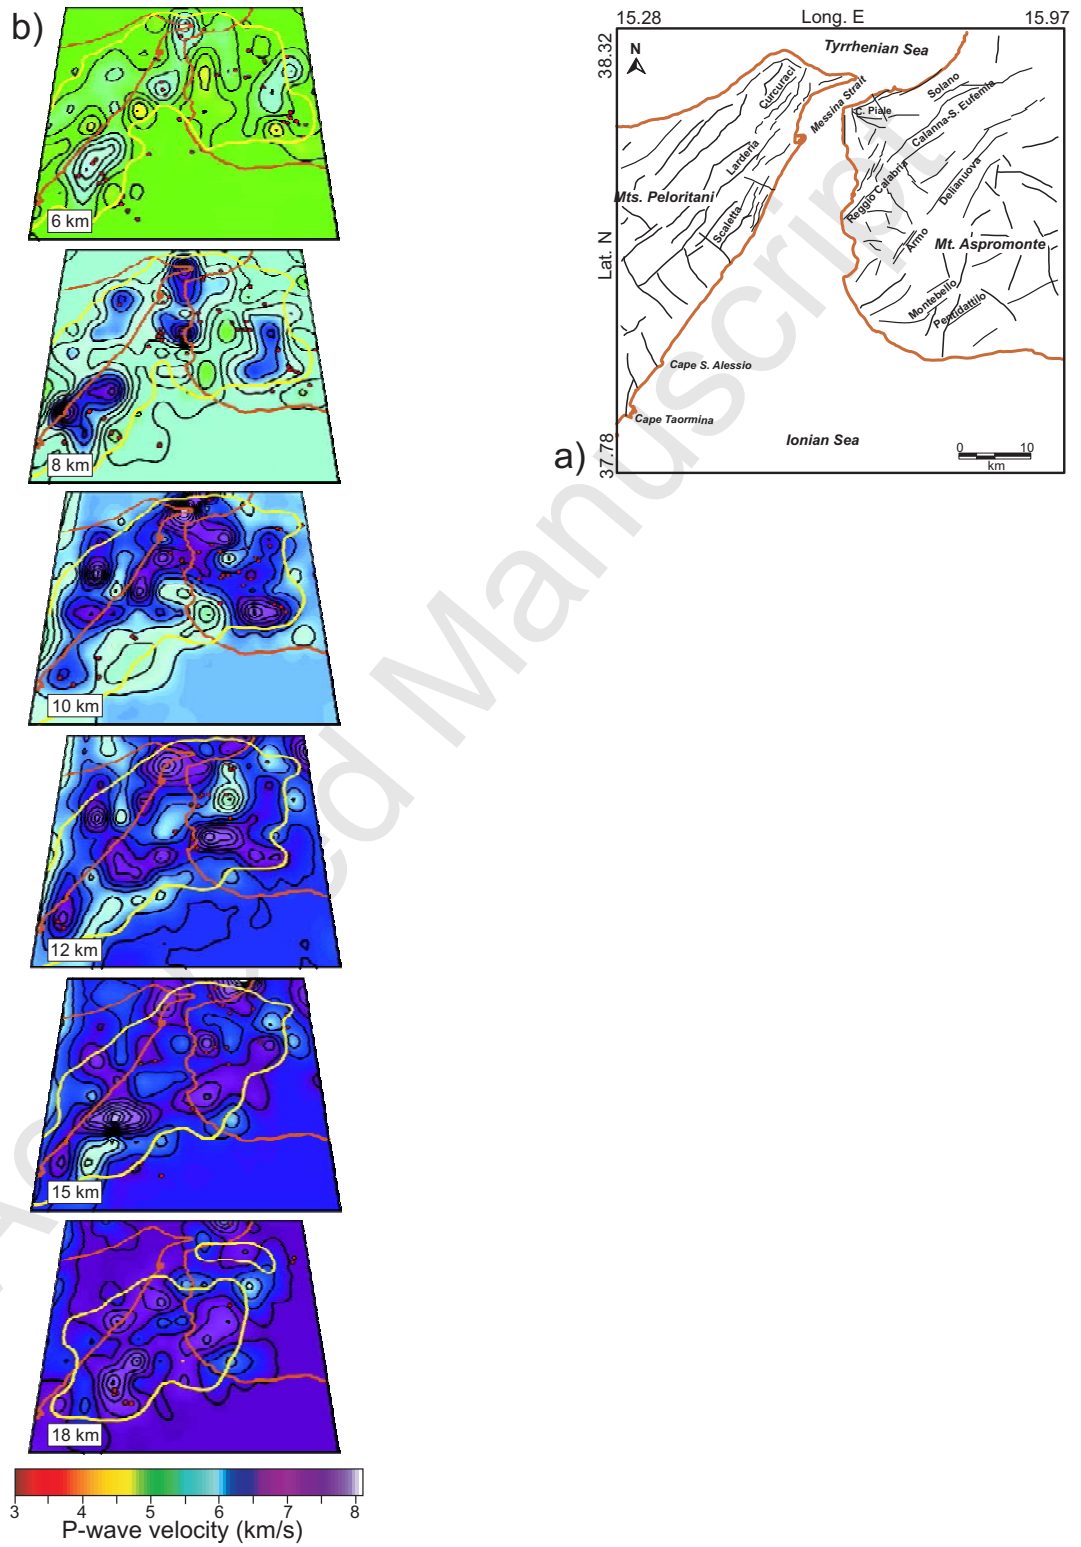 b)
6 km
8 km
10 km
12 km
15 km
18 km
3 4 5 6 7 8
P-wave velocity (km/s)
15.28 Long. E 15.97
38.32
Lat. N
37.78
a)
N
Tyrrhenian Sea
Curcuraci
Messina Strait
C. Piale
Solano
Calanna-S. Eufemia
Larderia
Mts. Peloritani
Scaletta
Reggio Calabria
Delianuova
Armo
Mt. Aspromonte
Montebello
Pentidattilo
Cape S. Alessio
Cape Taormina
Ionian Sea
0 10
km
Accepted Manuscript